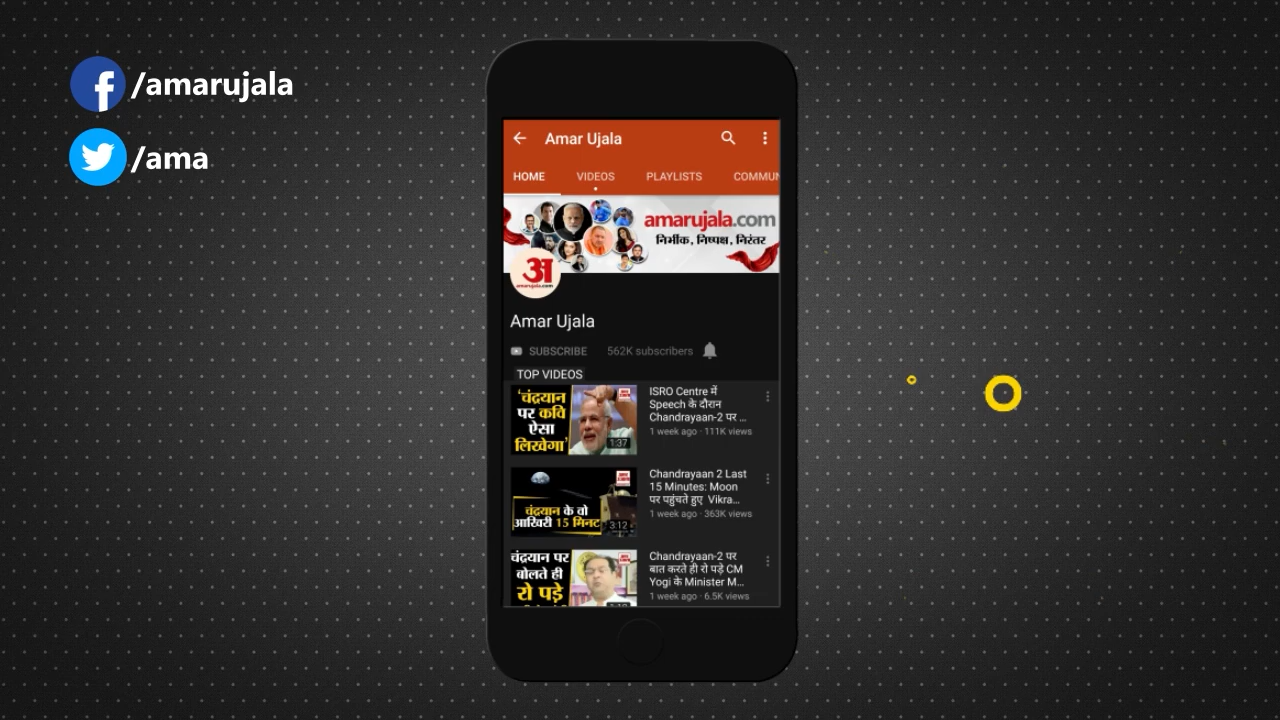 /amarujala
/ama
Amar Ujala
HOME VIDEOS PLAYLISTS COMMUN
amarujala.com
निर्भीक, निष्पक्ष, निरंतर
अ
amarujala.com
Amar Ujala
SUBSCRIBE 562K subscribers
TOP VIDEOS
'चंद्रयान
पर कवि
ऐसा
लिखेगा'
1:37
ISRO Centre में
Speech के दौरान
Chandrayaan-2 पर ...
1 week ago · 111K views
चंद्रयान के वो
आखिरी 15 मिनट
3:12
Chandrayaan 2 Last
15 Minutes: Moon
पर पहुंचते हुए Vikra...
1 week ago · 363K views
चंद्रयान पर
बोलते ही
रो पड़े
Chandrayaan-2 पर
बात करते ही रो पड़े CM
Yogi के Minister M...
1 week ago · 6.5K views